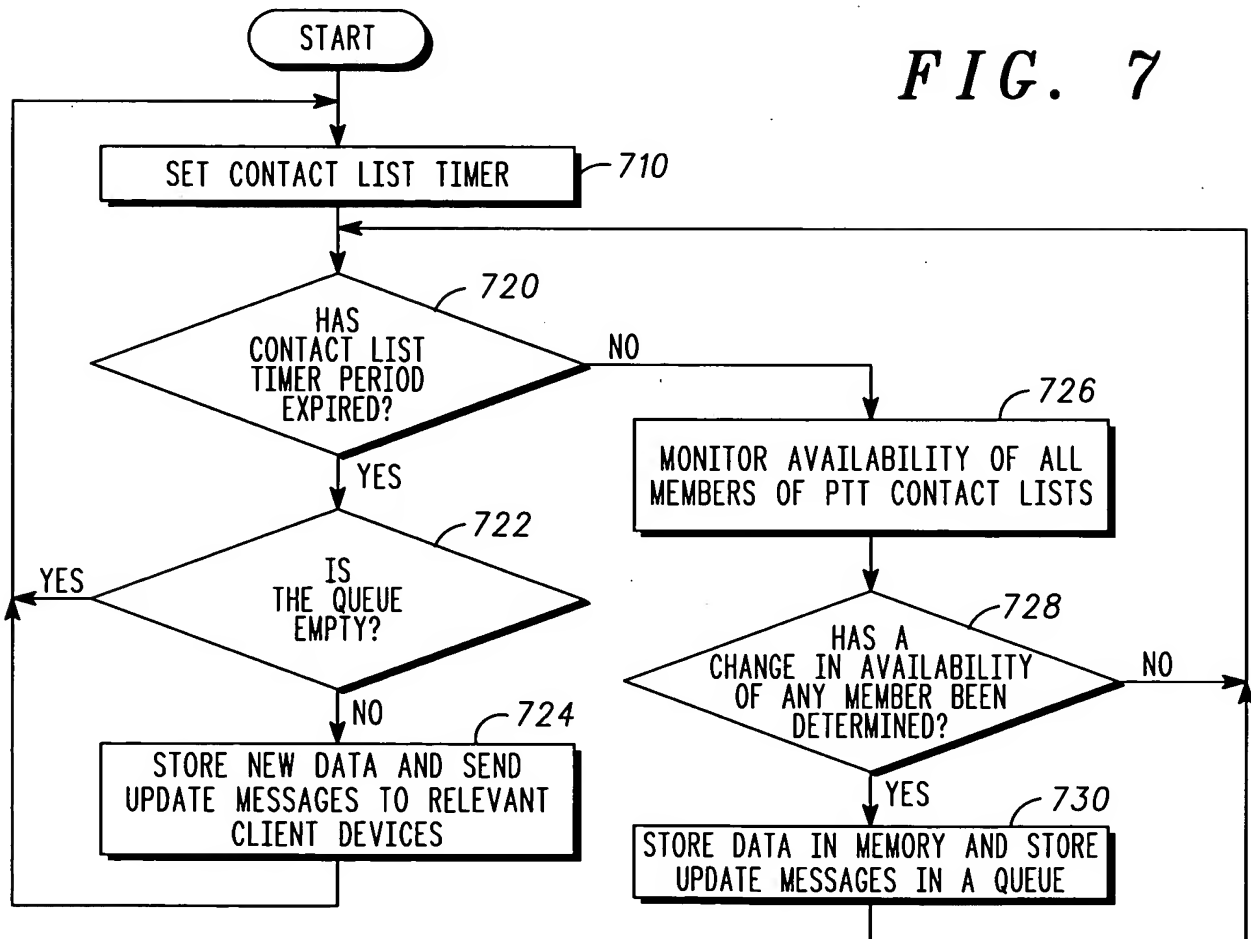 START
FIG. 7
SET CONTACT LIST TIMER
710
720
HAS
CONTACT LIST
TIMER PERIOD
EXPIRED?
NO
YES
726
MONITOR AVAILABILITY OF ALL
MEMBERS OF PTT CONTACT LISTS
722
IS
THE QUEUE
EMPTY?
YES
NO
728
HAS A
CHANGE IN AVAILABILITY
OF ANY MEMBER BEEN
DETERMINED?
NO
YES
724
STORE NEW DATA AND SEND
UPDATE MESSAGES TO RELEVANT
CLIENT DEVICES
730
STORE DATA IN MEMORY AND STORE
UPDATE MESSAGES IN A QUEUE